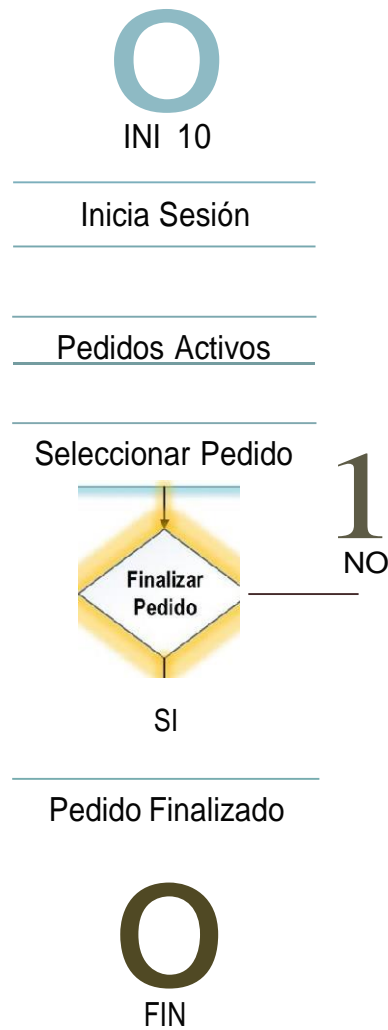 O
INI 10
Inicia Sesión
Pedidos Activos
Seleccionar Pedido
1
NO
Finalizar
Pedido
SI
Pedido Finalizado
O
FIN